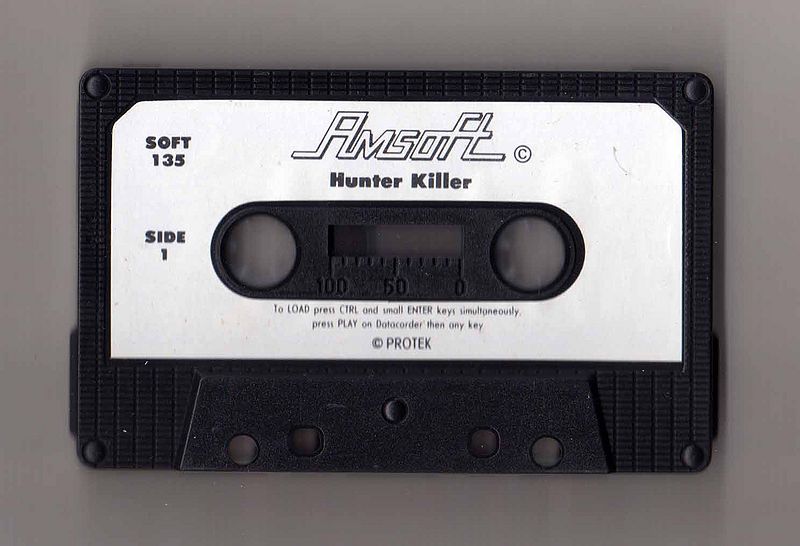 SOFT
135
Amsoft ©
Hunter Killer
SIDE
1
100 50 0
To LOAD press CTRL and small ENTER keys simultaneously,
press PLAY on Datacorder then any key
© PROTEK